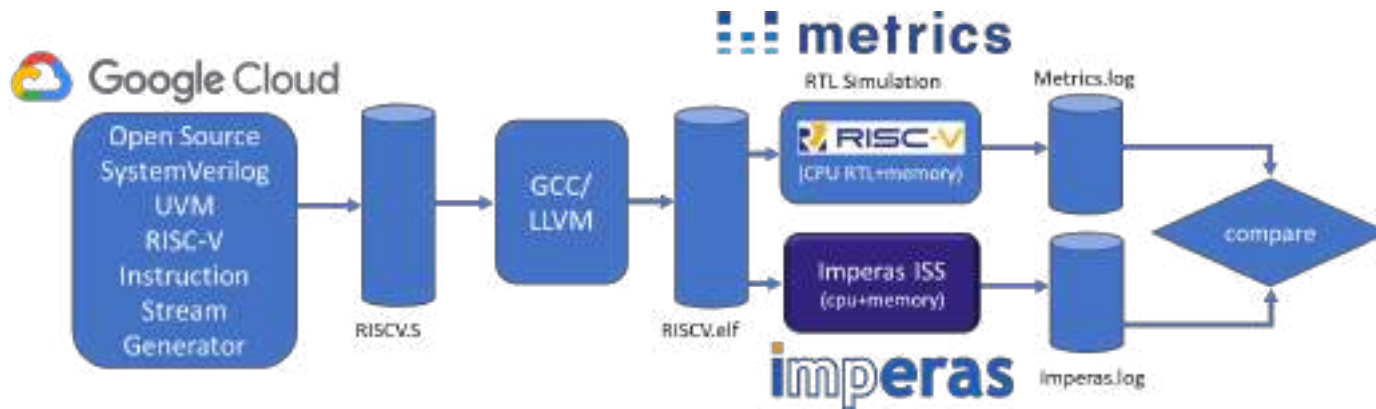 metrics
Google Cloud
RTL Simulation
Metrics.log
Open Source
SystemVerilog
UVM
RISC-V
Instruction
Stream
Generator
RISCV.S
GCC/
LLVM
RISCV.elf
RISC-V
(CPU RTL+memory)
Imperas ISS
(cpu+memory)
imperas
Imperas.log
compare